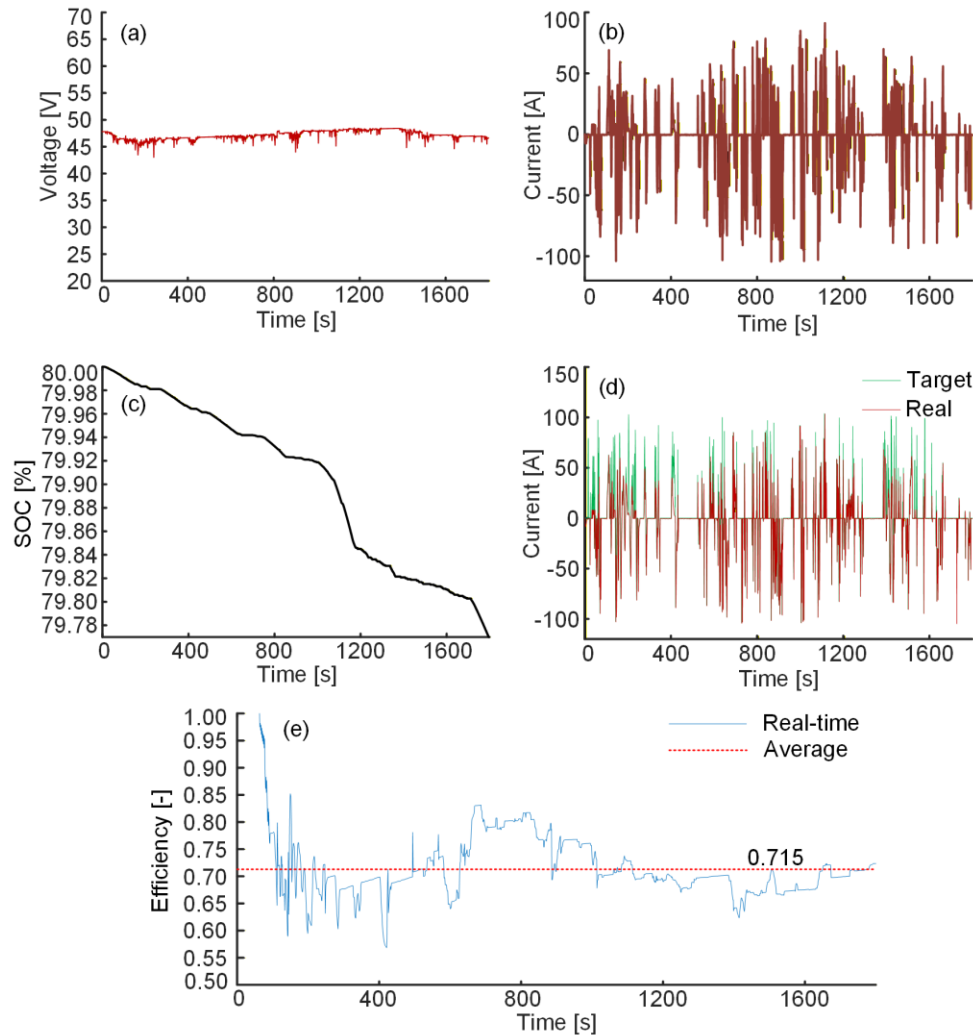 (a)
Voltage [V]
70
65
60
55
50
45
40
35
30
25
20
0 400 800 1200 1600
Time [s]
(b)
Current [A]
100
50
0
-50
-100
0 400 800 1200 1600
Time [s]
(c)
SOC [%]
80.00
79.98
79.96
79.94
79.92
79.90
79.88
79.86
79.84
79.82
79.80
79.78
0 400 800 1200 1600
Time [s]
(d)
Target
Real
Current [A]
150
100
50
0
-50
-100
0 400 800 1200 1600
Time [s]
(e)
Real-time
Average
Efficiency [-]
1.00
0.95
0.90
0.85
0.80
0.75
0.70
0.65
0.60
0.55
0.50
0.715
0 400 800 1200 1600
Time [s]